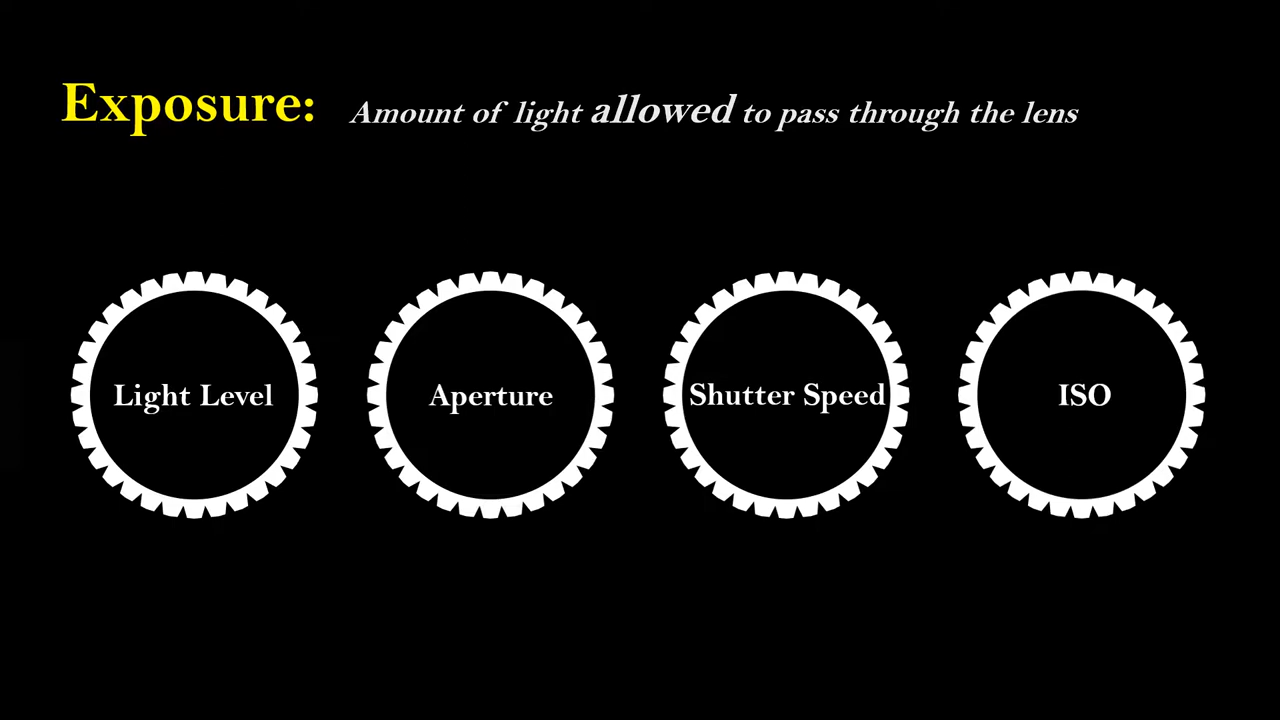 Exposure: Amount of light allowed to pass through the lens
Light Level
Aperture
Shutter Speed
ISO